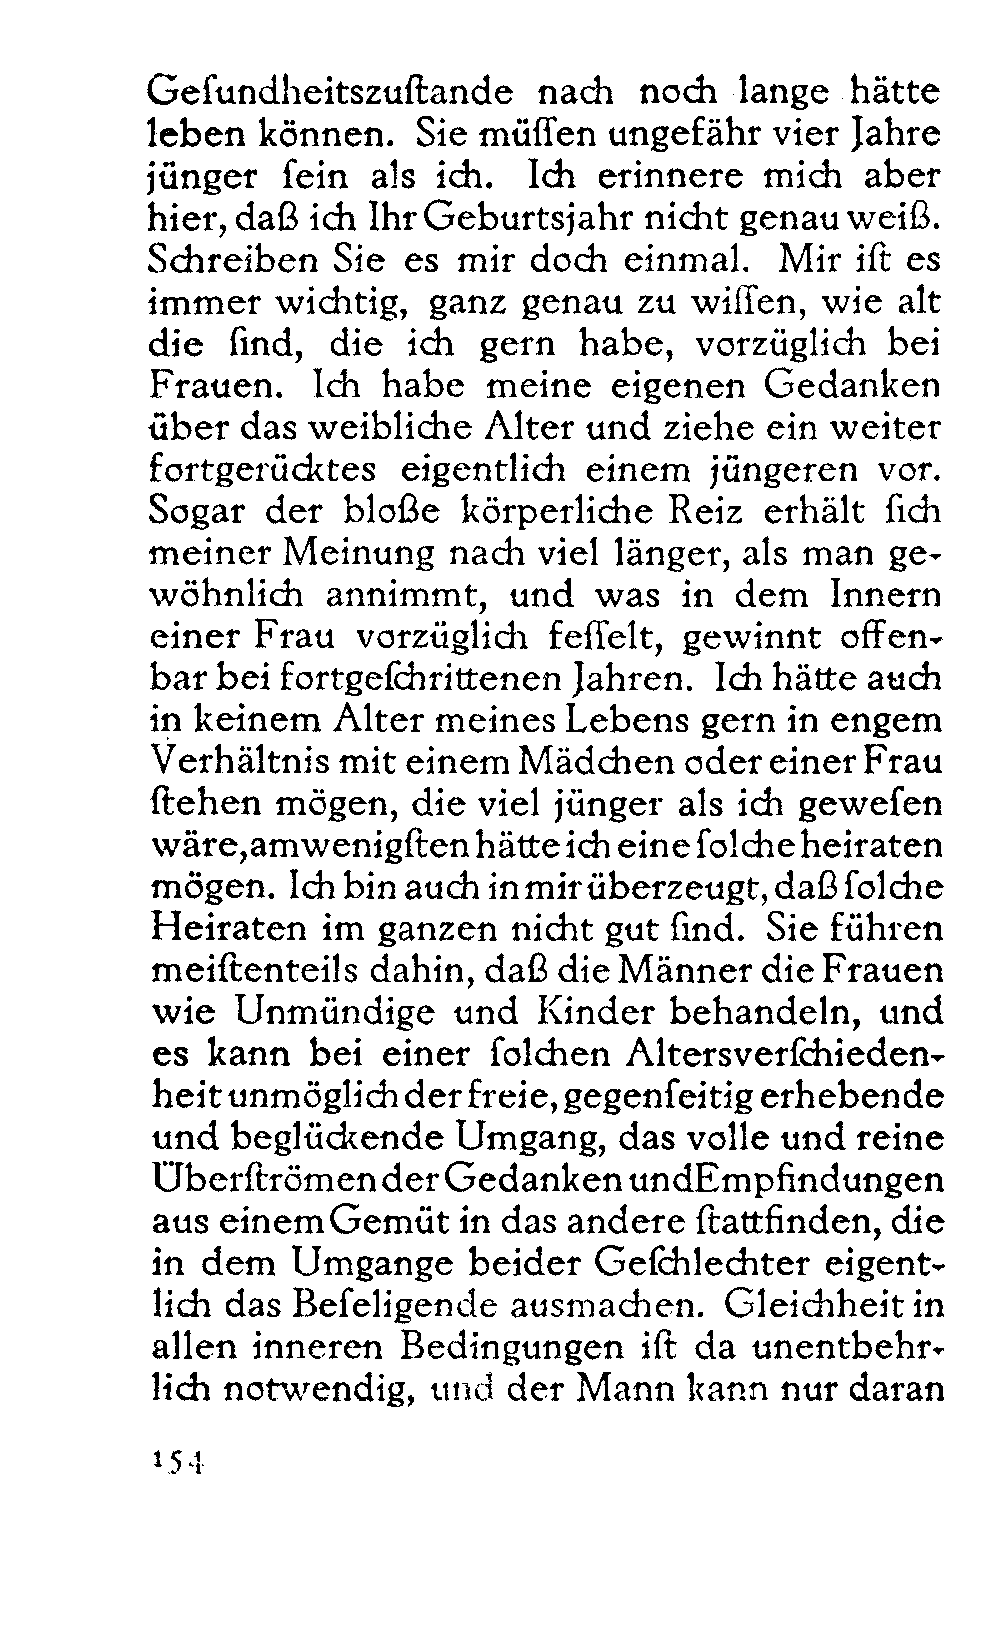 Geſundheitszuſtande nach noch lange hätte
leben können. Sie müſſen ungefähr vier Jahre
jünger ſein als ich. Ich erinnere mich aber
hier, daß ich Ihr Geburtsjahr nicht genau weiß.
Schreiben Sie es mir doch einmal. Mir iſt es
immer wichtig, ganz genau zu wiſſen, wie alt
die ſind, die ich gern habe, vorzüglich bei
Frauen. Ich habe meine eigenen Gedanken
über das weibliche Alter und ziehe ein weiter
fortgerücktes eigentlich einem jüngeren vor.
Sogar der bloße körperliche Reiz erhält ſich
meiner Meinung nach viel länger, als man ge-
wöhnlich annimmt, und was in dem Innern
einer Frau vorzüglich feſſelt, gewinnt offen-
bar bei fortgeſchrittenen Jahren. Ich hätte auch
in keinem Alter meines Lebens gern in engem
Verhältnis mit einem Mädchen oder einer Frau
ſtehen mögen, die viel jünger als ich geweſen
wäre, am wenigſten hätte ich eine ſolche heiraten
mögen. Ich bin auch in mir überzeugt, daß ſolche
Heiraten im ganzen nicht gut ſind. Sie führen
meiſtenteils dahin, daß die Männer die Frauen
wie Unmündige und Kinder behandeln, und
es kann bei einer ſolchen Altersverſchieden-
heit unmöglich der freie, gegenſeitig erhebende
und beglückende Umgang, das volle und reine
Überſtrömen der Gedanken und Empfindungen
aus einem Gemüt in das andere ſtattfinden, die
in dem Umgange beider Geſchlechter eigent-
lich das Beſeligende ausmachen. Gleichheit in
allen inneren Bedingungen iſt da unentbehr-
lich notwendig, und der Mann kann nur daran
154